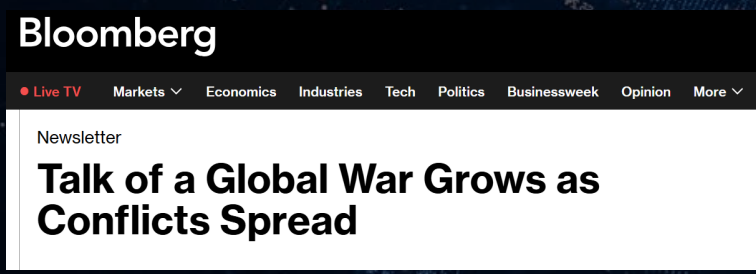 Bloomberg
Live TV Markets Economics Industries Tech Politics Businessweek Opinion More
Newsletter
Talk of a Global War Grows as
Conflicts Spread